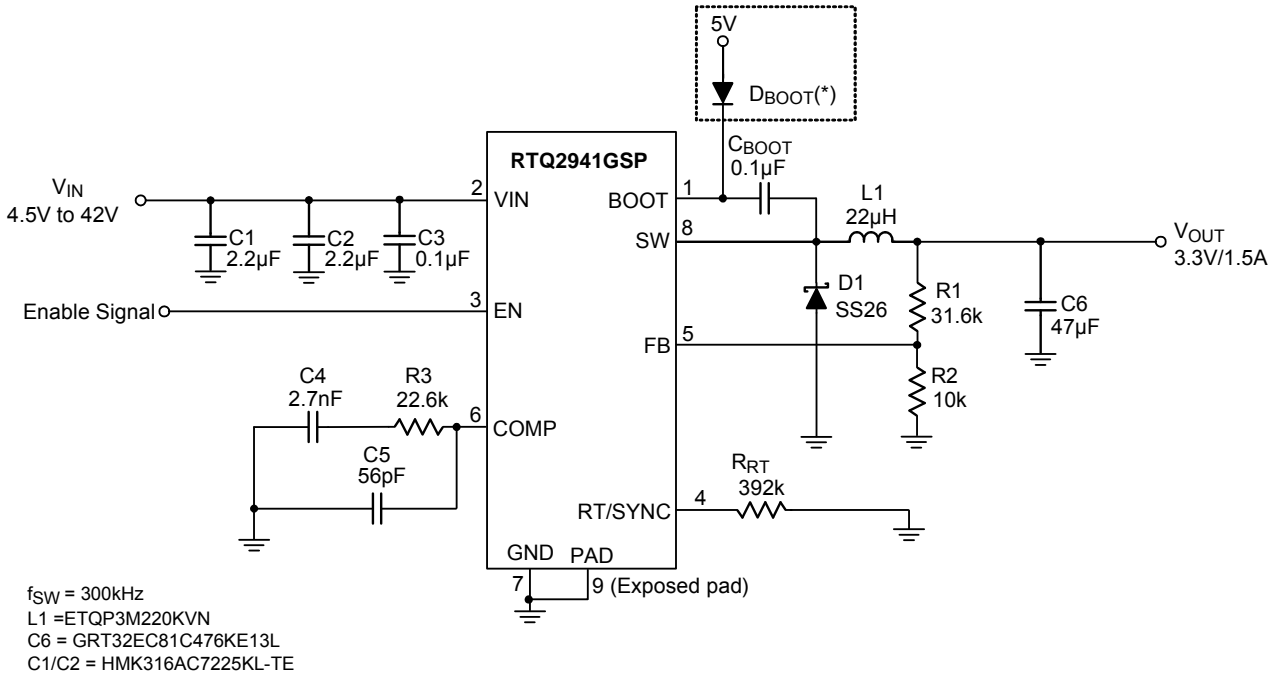 5V
DBOOT(*)
CBOOT
0.1µF
RTQ2941GSP
VIN
4.5V to 42V
2
VIN
BOOT
1
L1
22µH
SW
8
VOUT
3.3V/1.5A
C1
2.2µF
C2
2.2µF
C3
0.1µF
D1
SS26
R1
31.6k
C6
47µF
Enable Signal
3
EN
FB
5
R2
10k
C4
2.7nF
R3
22.6k
6
COMP
C5
56pF
RRT
392k
RT/SYNC
4
GND
PAD
7
9 (Exposed pad)
fSW = 300kHz
L1 =ETQP3M220KVN
C6 = GRT32EC81C476KE13L
C1/C2 = HMK316AC7225KL-TE